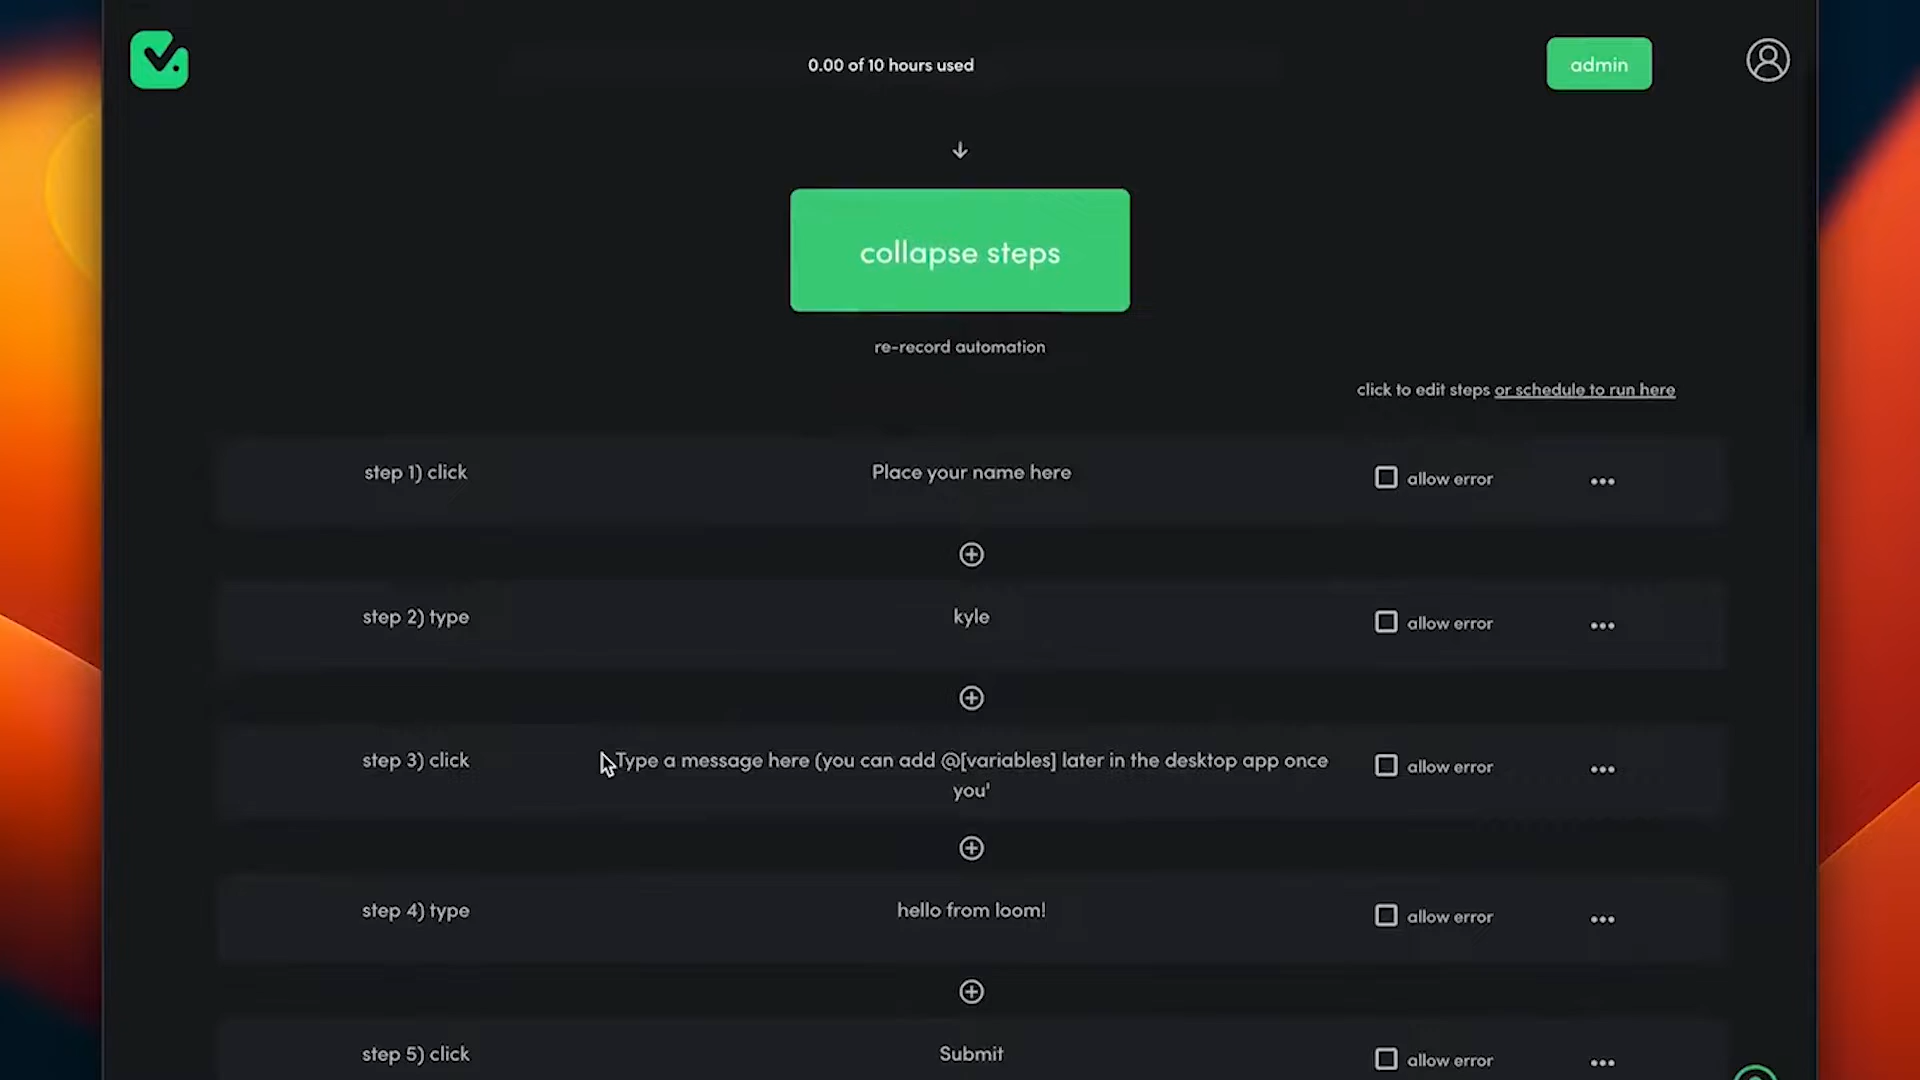 0.00 of 10 hours used
admin
collapse steps
re-record automation
click to edit steps or schedule to run here
step 1) click
Place your name here
allow error
step 2) type
kyle
allow error
step 3) click
Type a message here (you can add @[variables] later in the desktop app once
you'
allow error
step 4) type
hello from loom!
allow error
step 5) click
Submit
allow error